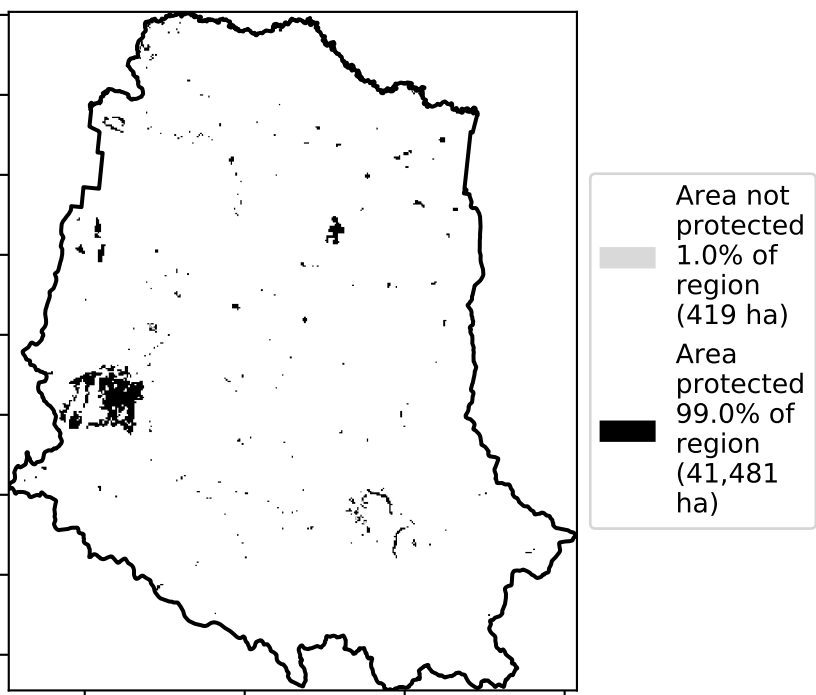 Area not
protected
1.0% of
region
(419 ha)
Area
protected
99.0% of
region
(41,481
ha)